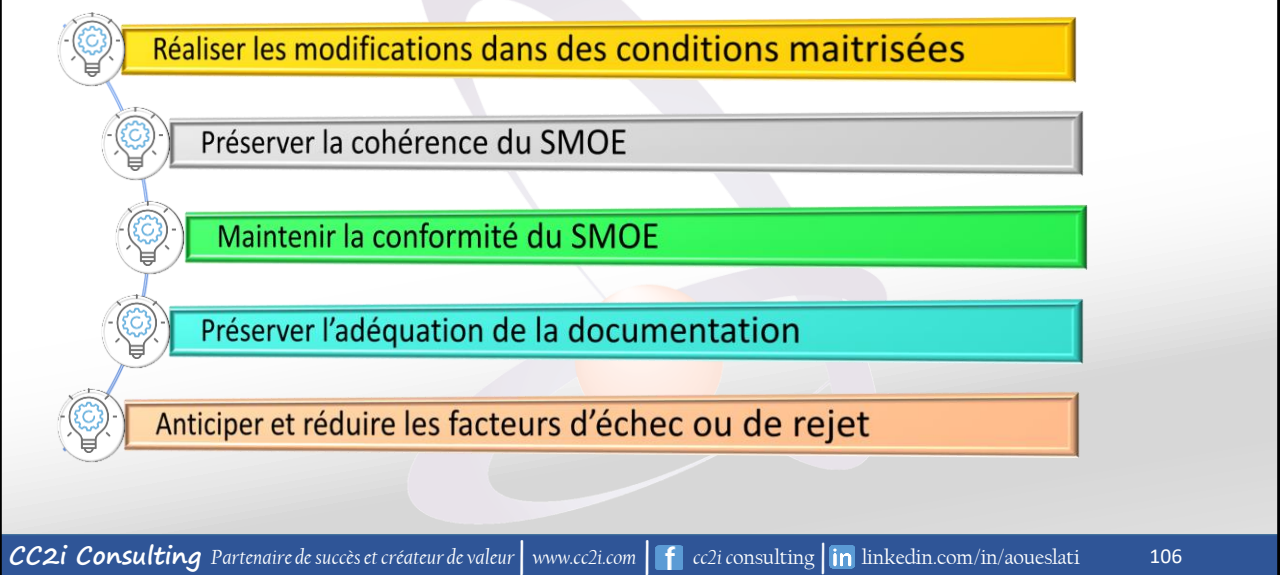 Réaliser les modifications dans des conditions maitrisées
Préserver la cohérence du SMOE
Maintenir la conformité du SMOE
Préserver l’adéquation de la documentation
Anticiper et réduire les facteurs d’échec ou de rejet
CC2i Consulting Partenaire de succès et créateur de valeur | www.cc2i.com | f cc2i consulting | in linkedin.com/in/aoueslati 106